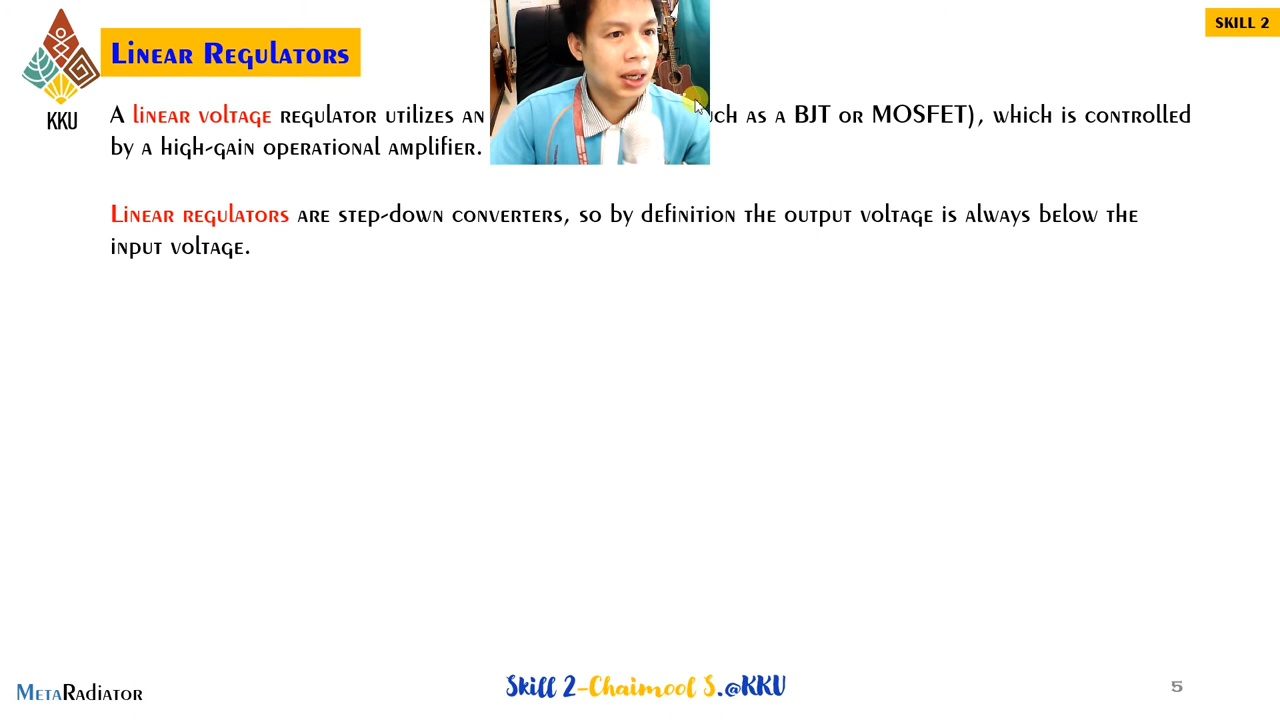 Linear Regulators
SKILL 2
KKU
A linear voltage regulator utilizes an uch as a BJT or MOSFET), which is controlled
by a high-gain operational amplifier.
Linear regulators are step-down converters, so by definition the output voltage is always below the
input voltage.
MetaRadiator
Skill 2-Chaimool S.@KKU
5